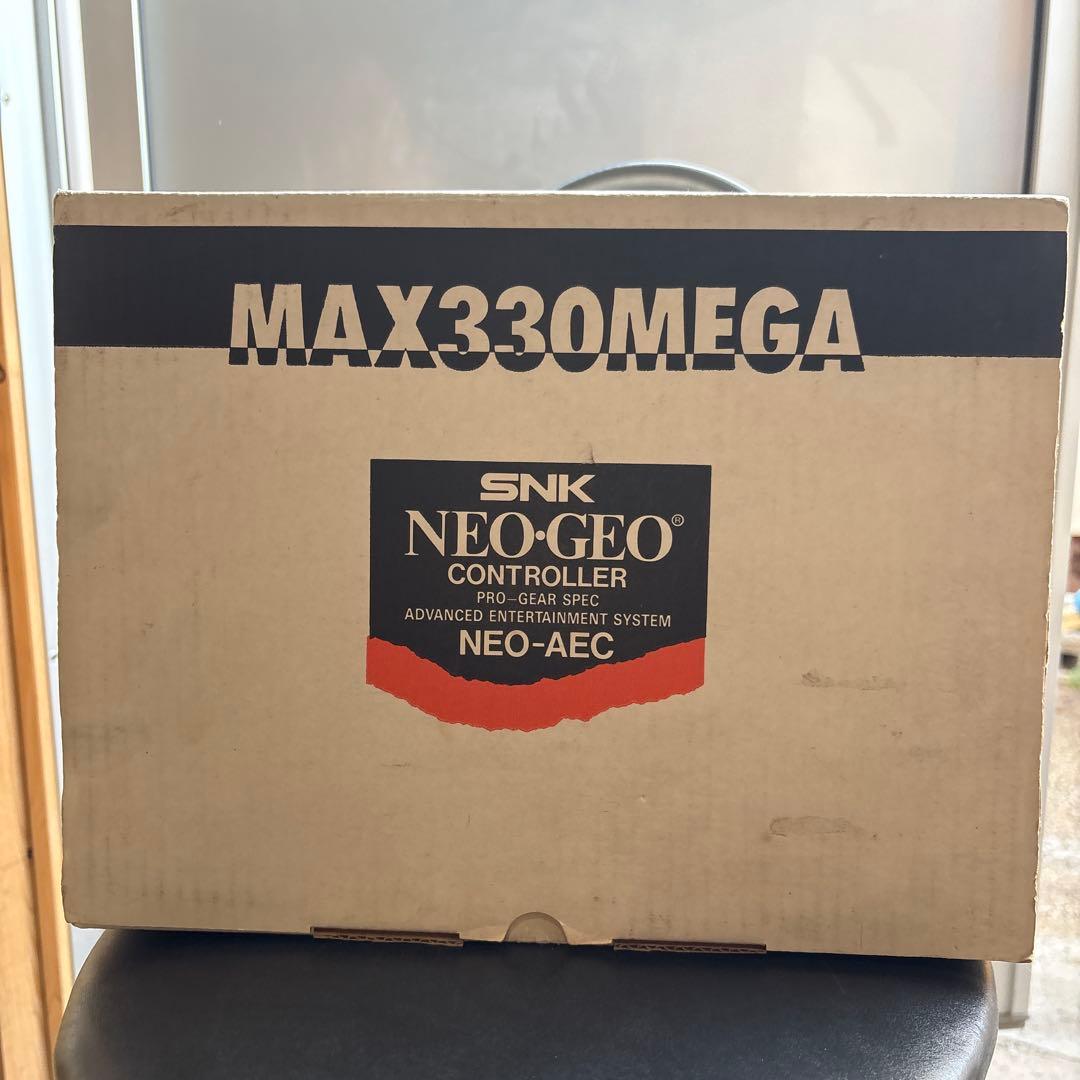 MAX330MEGA
SNK
NEO•GEO®
CONTROLLER
PRO-GEAR SPEC
ADVANCED ENTERTAINMENT SYSTEM
NEO-AEC